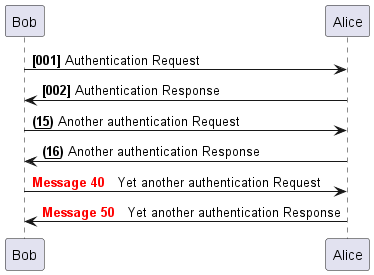 Bob Alice
[001] Authentication Request
[002] Authentication Response
(15) Another authentication Request
(16) Another authentication Response
Message 40 Yet another authentication Request
Message 50 Yet another authentication Response
Bob Alice